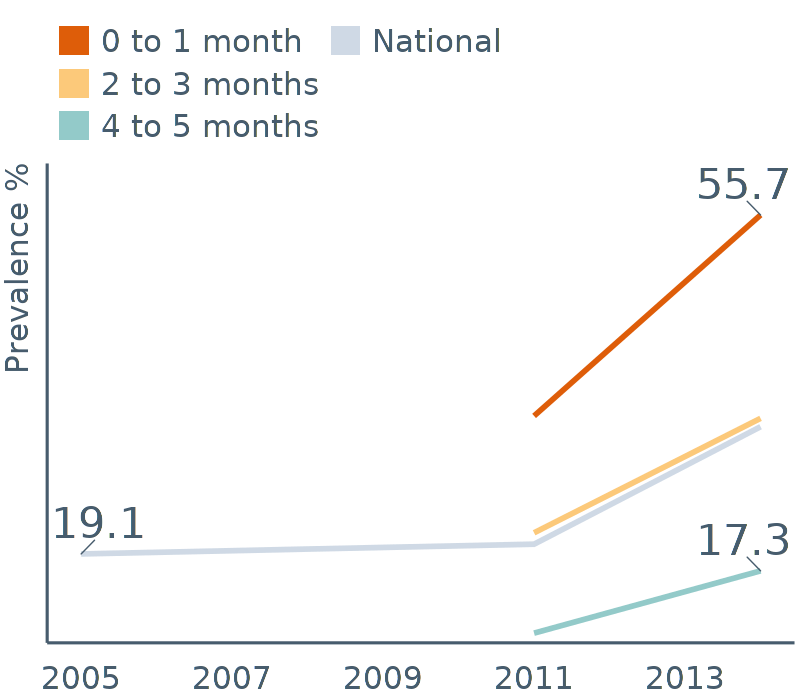 0 to 1 month
National
2 to 3 months
4 to 5 months
Prevalence %
55.7
19.1
17.3
2005 2007 2009 2011 2013